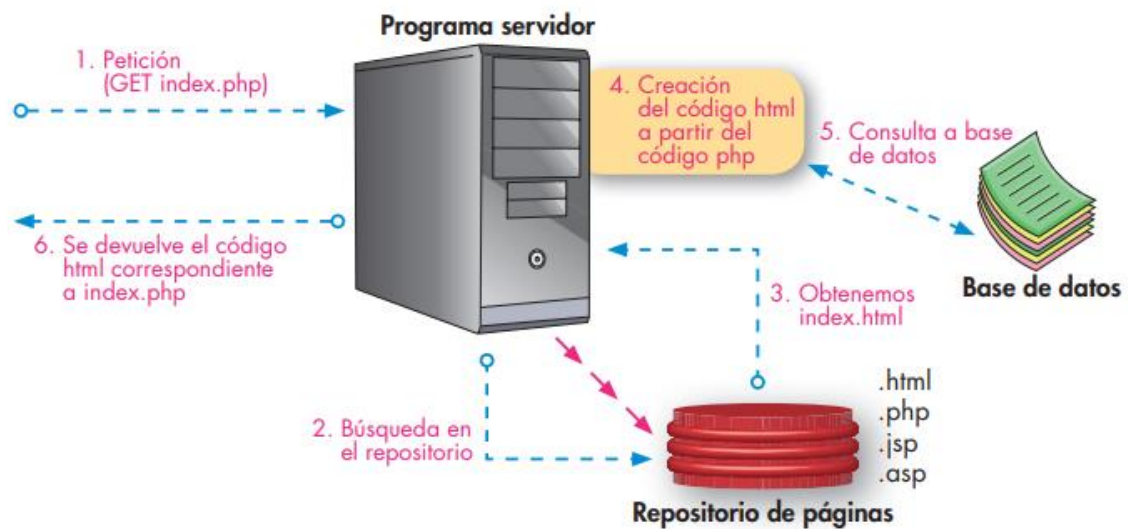 Programa servidor
1. Petición
(GET index.php)
4. Creación
del código html
a partir del
código php
5. Consulta a base
de datos
6. Se devuelve el código
html correspondiente
a index.php
Base de datos
3. Obtenemos
index.html
2. Búsqueda en
el repositorio
.html
.php
.jsp
.asp
Repositorio de páginas